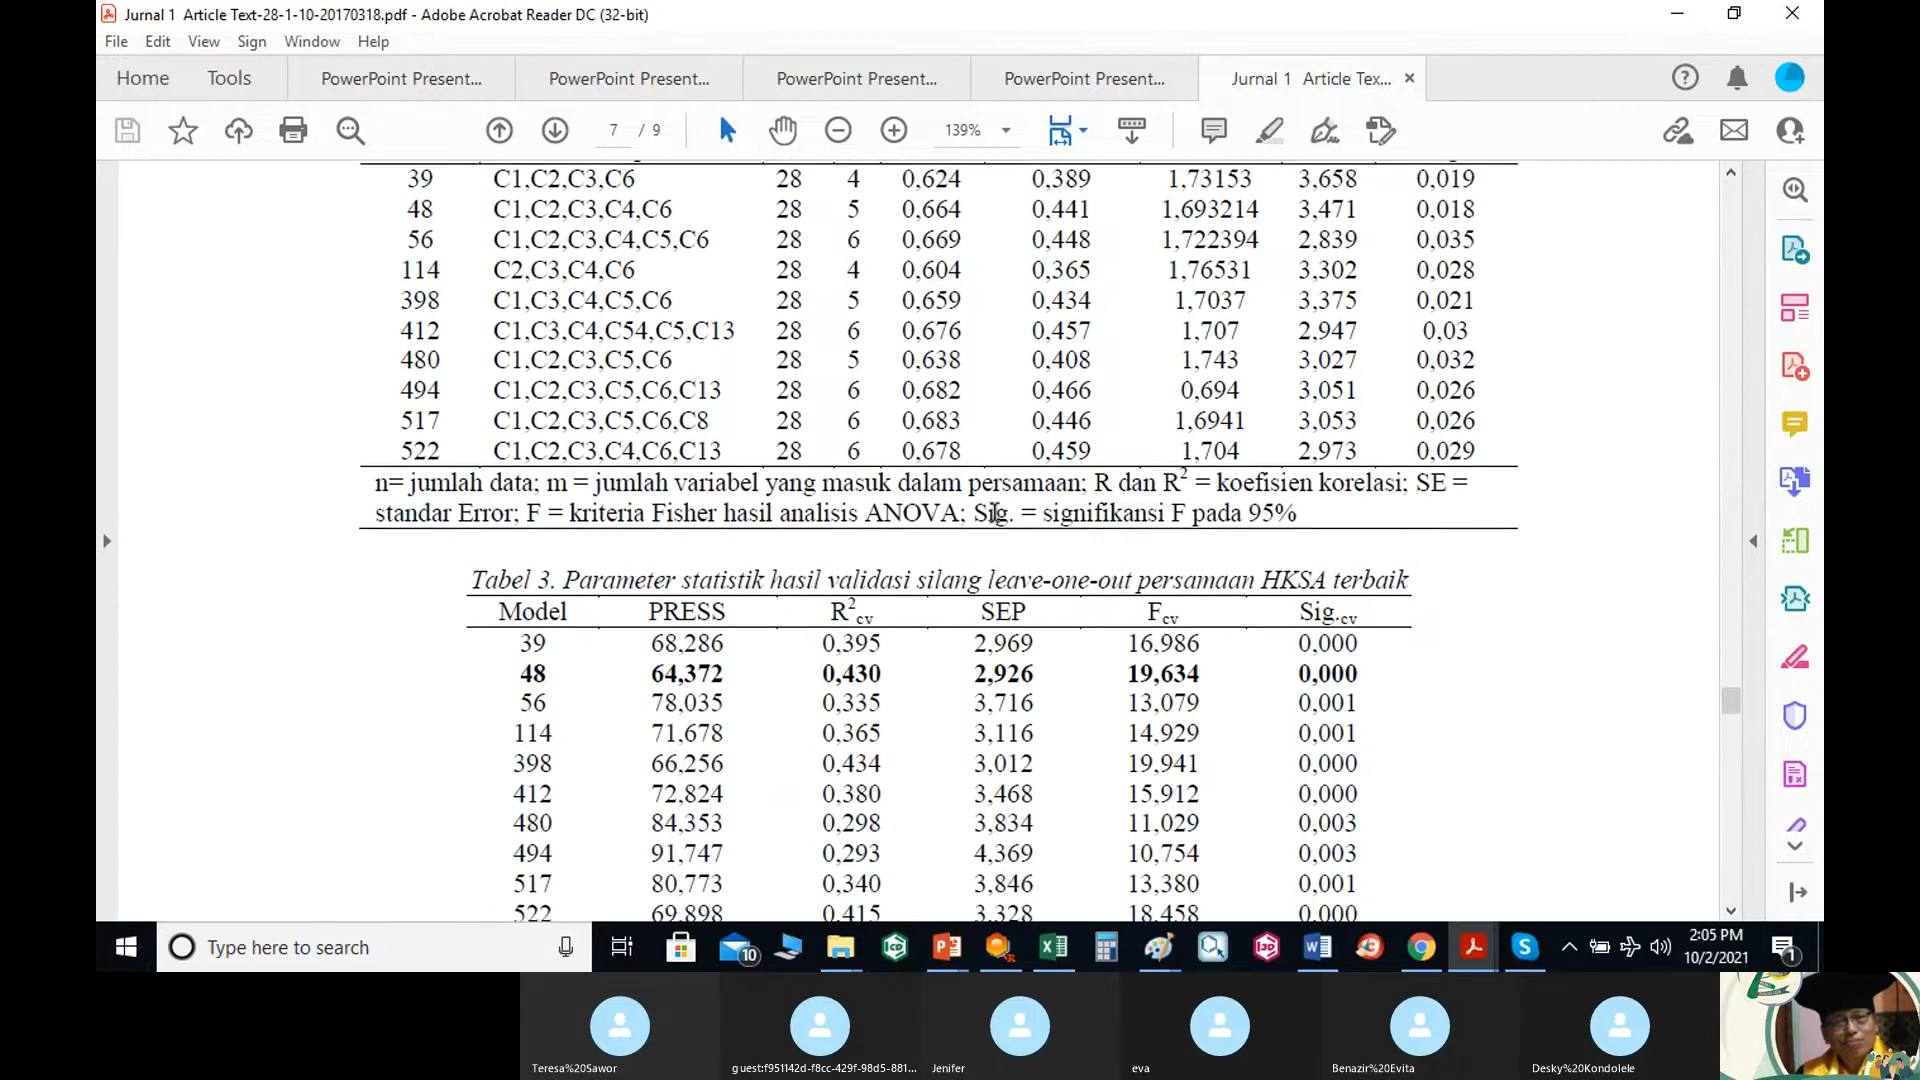 Jurnal 1 Article Text-28-1-10-20170318.pdf - Adobe Acrobat Reader DC (32-bit)
File Edit View Sign Window Help
Home Tools PowerPoint Present... PowerPoint Present... PowerPoint Present... PowerPoint Present... Jurnal 1 Article Tex... ×
7 / 9 139%
39 C1,C2,C3,C6 28 4 0,624 0,389 1,73153 3,658 0,019
48 C1,C2,C3,C4,C6 28 5 0,664 0,441 1,693214 3,471 0,018
56 C1,C2,C3,C4,C5,C6 28 6 0,669 0,448 1,722394 2,839 0,035
114 C2,C3,C4,C6 28 4 0,604 0,365 1,76531 3,302 0,028
398 C1,C3,C4,C5,C6 28 5 0,659 0,434 1,7037 3,375 0,021
412 C1,C3,C4,C54,C5,C13 28 6 0,676 0,457 1,707 2,947 0,03
480 C1,C2,C3,C5,C6 28 5 0,638 0,408 1,743 3,027 0,032
494 C1,C2,C3,C5,C6,C13 28 6 0,682 0,466 0,694 3,051 0,026
517 C1,C2,C3,C5,C6,C8 28 6 0,683 0,446 1,6941 3,053 0,026
522 C1,C2,C3,C4,C6,C13 28 6 0,678 0,459 1,704 2,973 0,029
n= jumlah data; m = jumlah variabel yang masuk dalam persamaan; R dan R² = koefisien korelasi; SE =
standar Error; F = kriteria Fisher hasil analisis ANOVA; Sig. = signifikansi F pada 95%
Tabel 3. Parameter statistik hasil validasi silang leave-one-out persamaan HKSA terbaik
Model PRESS R²cv SEP Fcv Sig.cv
39 68,286 0,395 2,969 16,986 0,000
48 64,372 0,430 2,926 19,634 0,000
56 78,035 0,335 3,716 13,079 0,001
114 71,678 0,365 3,116 14,929 0,001
398 66,256 0,434 3,012 19,941 0,000
412 72,824 0,380 3,468 15,912 0,000
480 84,353 0,298 3,834 11,029 0,003
494 91,747 0,293 4,369 10,754 0,003
517 80,773 0,340 3,846 13,380 0,001
522 69,898 0,415 3,328 18,458 0,000
Type here to search
10
2:05 PM
10/2/2021
1
Teresa%20Sawor guest:f951142d-f8cc-429f-98d5-881... Jenifer eva Benazir%20Evita Desky%20Kondolele